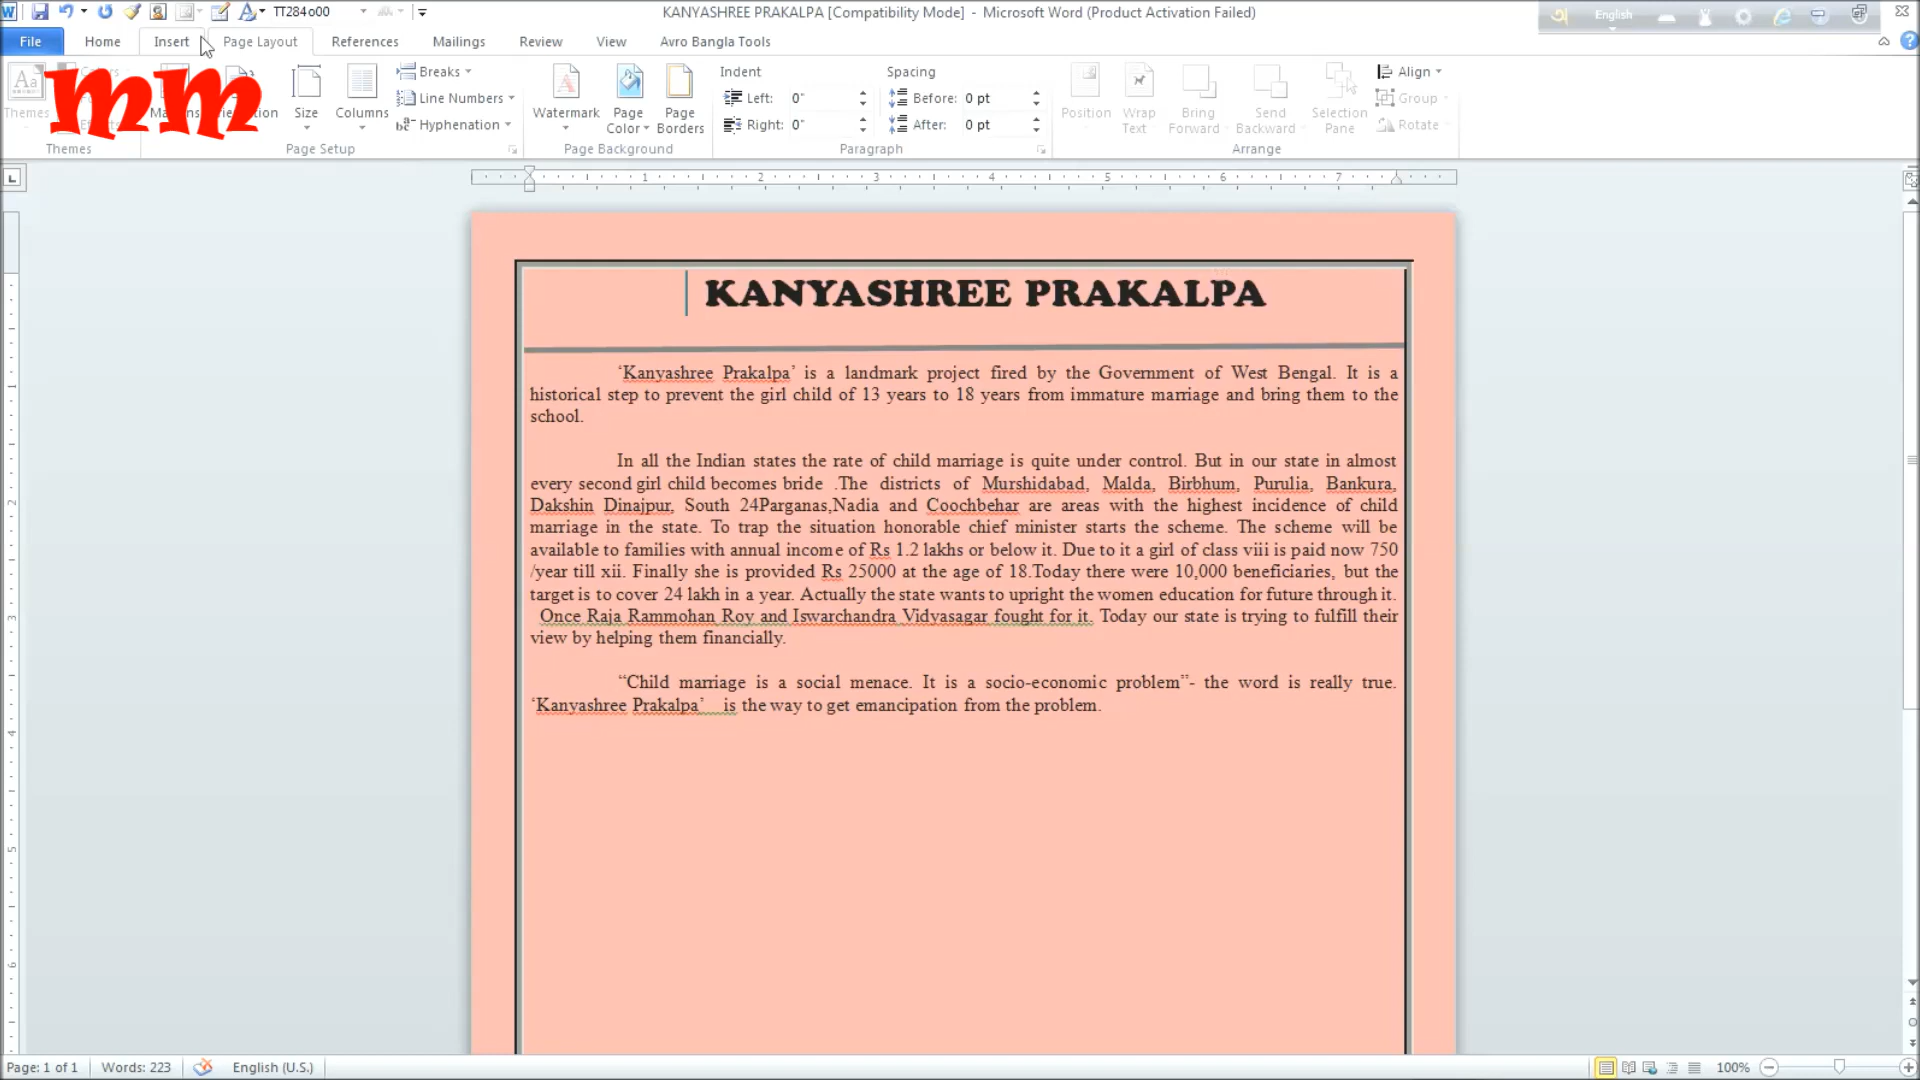 TT284o00
KANYASHREE PRAKALPA [Compatibility Mode] - Microsoft Word (Product Activation Failed)
English
File Home Insert Page Layout References Mailings Review View Avro Bangla Tools
mm
Themes
Size
Columns
Breaks
Line Numbers
Hyphenation
Watermark
Page Color
Page Borders
Indent
Left: 0"
Right: 0"
Spacing
Before: 0 pt
After: 0 pt
Position
Wrap Text
Bring Forward
Send Backward
Selection Pane
Align
Group
Rotate
Themes Page Setup Page Background Paragraph Arrange
1 2 3 4 5 6 7
KANYASHREE PRAKALPA
‘Kanyashree Prakalpa’ is a landmark project fired by the Government of West Bengal. It is a
historical step to prevent the girl child of 13 years to 18 years from immature marriage and bring them to the
school.
In all the Indian states the rate of child marriage is quite under control. But in our state in almost
every second girl child becomes bride .The districts of Murshidabad, Malda, Birbhum, Purulia, Bankura,
Dakshin Dinajpur, South 24Parganas,Nadia and Coochbehar are areas with the highest incidence of child
marriage in the state. To trap the situation honorable chief minister starts the scheme. The scheme will be
available to families with annual income of Rs 1.2 lakhs or below it. Due to it a girl of class viii is paid now 750
/year till xii. Finally she is provided Rs 25000 at the age of 18.Today there were 10,000 beneficiaries, but the
target is to cover 24 lakh in a year. Actually the state wants to upright the women education for future through it.
Once Raja Rammohan Roy and Iswarchandra Vidyasagar fought for it. Today our state is trying to fulfill their
view by helping them financially.
“Child marriage is a social menace. It is a socio-economic problem”- the word is really true.
‘Kanyashree Prakalpa’ is the way to get emancipation from the problem.
Page: 1 of 1 Words: 223 English (U.S.) 100%